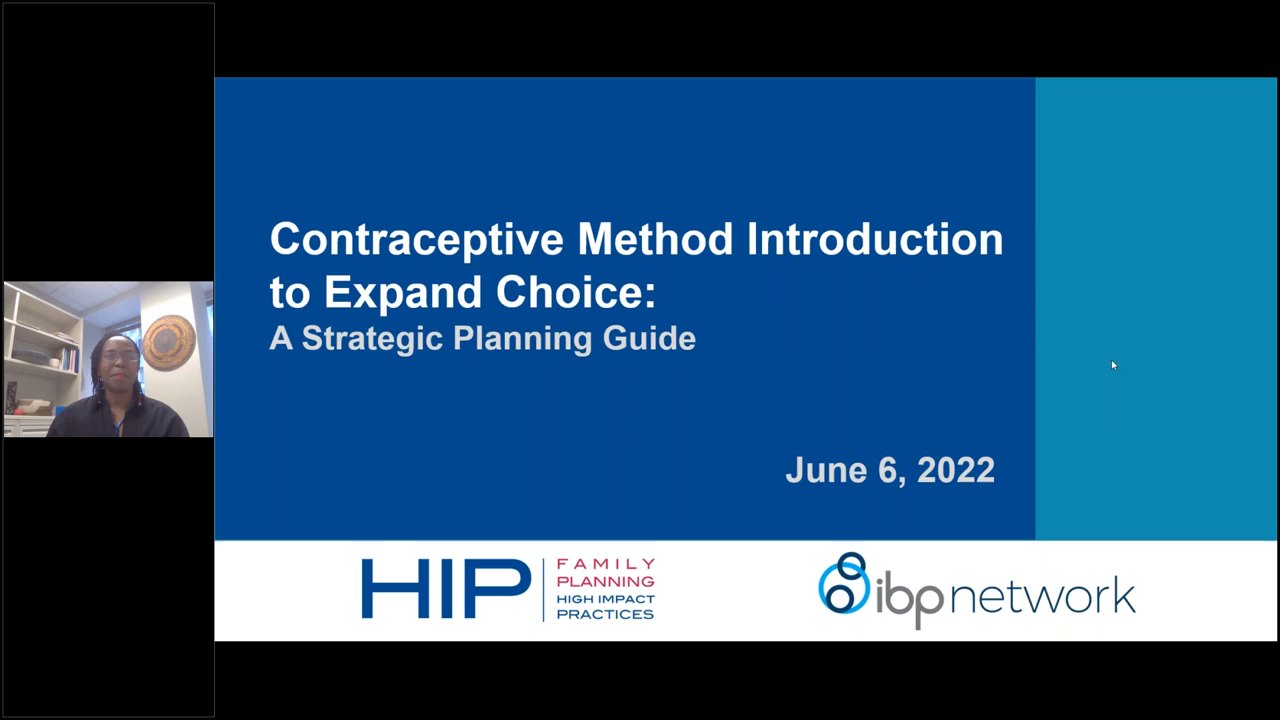 Contraceptive Method Introduction
to Expand Choice:
A Strategic Planning Guide
June 6, 2022
HIP
FAMILY
PLANNING
HIGH IMPACT
PRACTICES
ibpnetwork